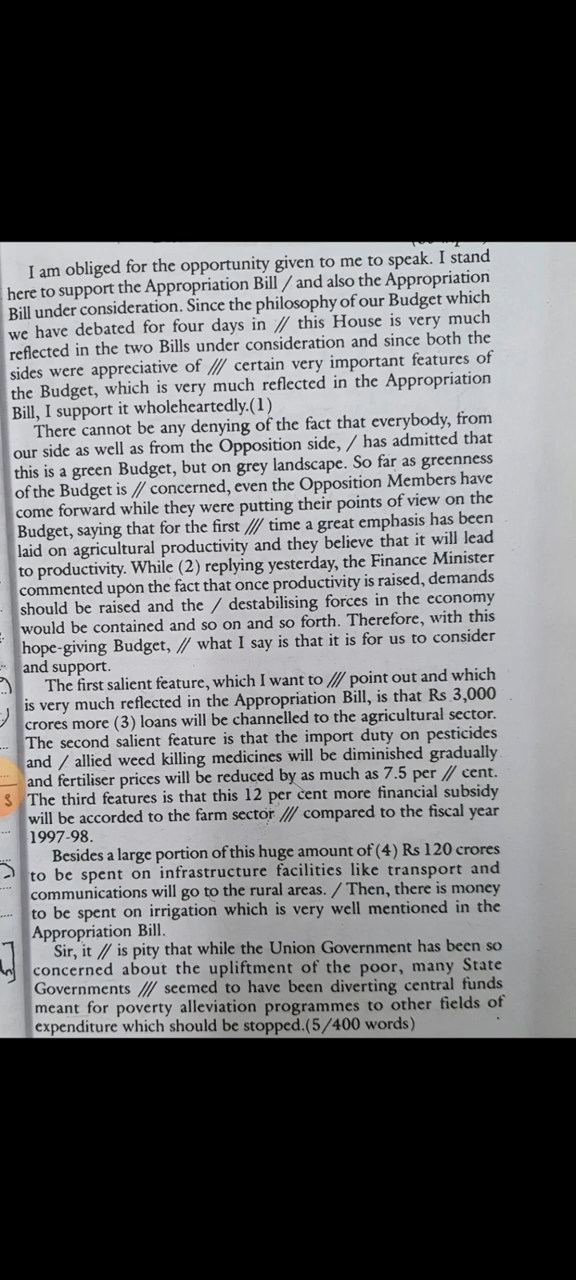 I am obliged for the opportunity given to me to speak. I stand
here to support the Appropriation Bill / and also the Appropriation
Bill under consideration. Since the philosophy of our Budget which
we have debated for four days in // this House is very much
reflected in the two Bills under consideration and since both the
sides were appreciative of /// certain very important features of
the Budget, which is very much reflected in the Appropriation
Bill, I support it wholeheartedly.(1)
There cannot be any denying of the fact that everybody, from
our side as well as from the Opposition side, / has admitted that
this is a green Budget, but on grey landscape. So far as greenness
of the Budget is // concerned, even the Opposition Members have
come forward while they were putting their points of view on the
Budget, saying that for the first /// time a great emphasis has been
laid on agricultural productivity and they believe that it will lead
to productivity. While (2) replying yesterday, the Finance Minister
commented upon the fact that once productivity is raised, demands
should be raised and the / destabilising forces in the economy
would be contained and so on and so forth. Therefore, with this
hope-giving Budget, // what I say is that it is for us to consider
and support.
The first salient feature, which I want to /// point out and which
is very much reflected in the Appropriation Bill, is that Rs 3,000
crores more (3) loans will be channelled to the agricultural sector.
The second salient feature is that the import duty on pesticides
and / allied weed killing medicines will be diminished gradually
and fertiliser prices will be reduced by as much as 7.5 per // cent.
The third features is that this 12 per cent more financial subsidy
will be accorded to the farm sector /// compared to the fiscal year
1997-98.
Besides a large portion of this huge amount of (4) Rs 120 crores
to be spent on infrastructure facilities like transport and
communications will go to the rural areas. / Then, there is money
to be spent on irrigation which is very well mentioned in the
Appropriation Bill.
Sir, it // is pity that while the Union Government has been so
concerned about the upliftment of the poor, many State
Governments /// seemed to have been diverting central funds
meant for poverty alleviation programmes to other fields of
expenditure which should be stopped.(5/400 words)